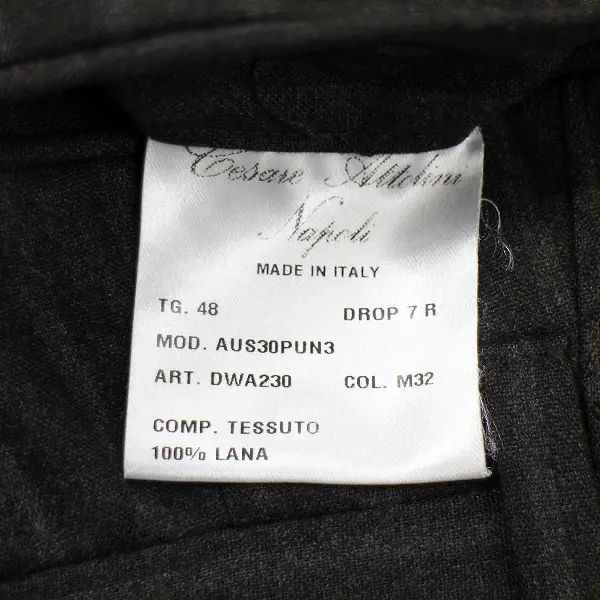 Cesare Attolini
Napoli
MADE IN ITALY
TG. 48 DROP 7 R
MOD. AUS30PUN3
ART. DWA230 COL. M32
COMP. TESSUTO
100% LANA